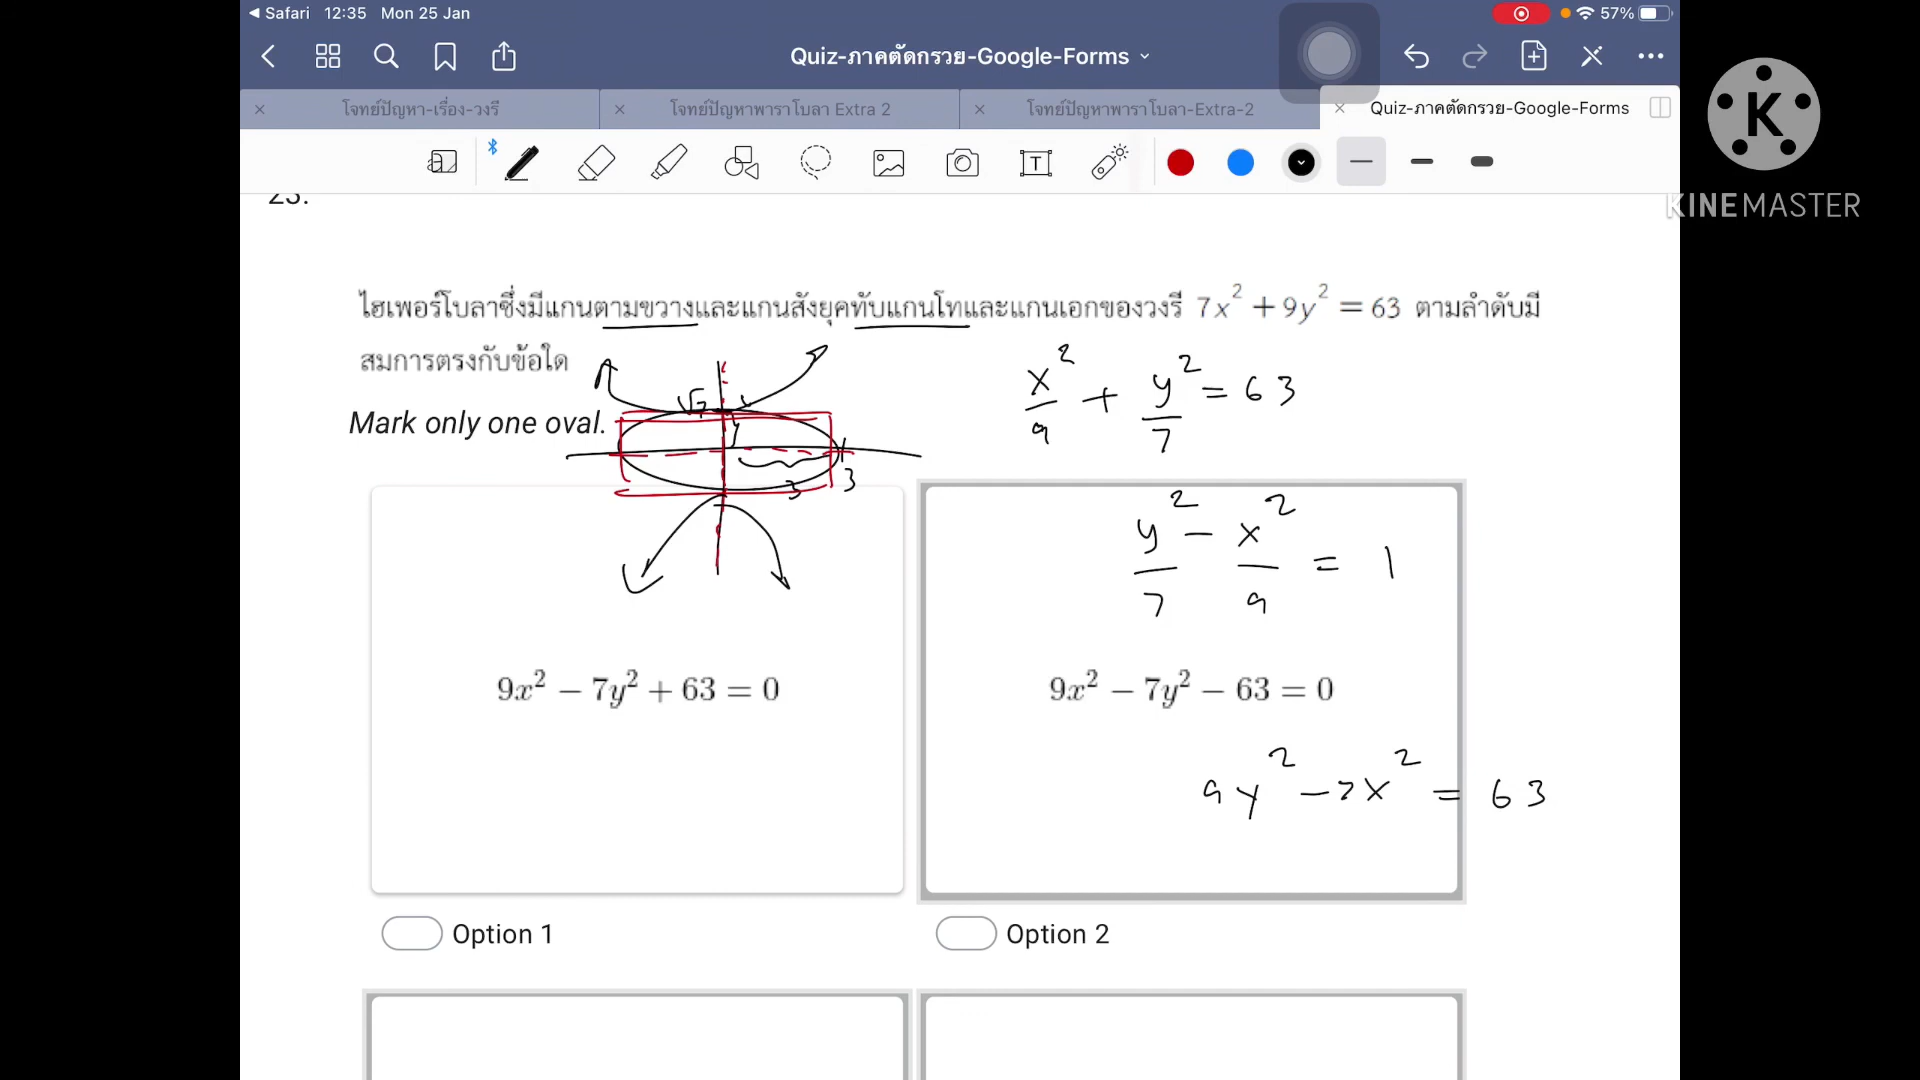 Safari 12:35 Mon 25 Jan 57%
Quiz-ภาคตัดกรวย-Google-Forms
โจทย์ปัญหา-เรื่อง-วงรี
โจทย์ปัญหาพาราโบลา Extra 2
โจทย์ปัญหาพาราโบลา-Extra-2
Quiz-ภาคตัดกรวย-Google-Forms
K
KINEMASTER
23.
ไฮเพอร์โบลาซึ่งมีแกนตามขวางและแกนสังยุคทับแกนโทและแกนเอกของวงรี 7x² + 9y² = 63 ตามลำดับมี
สมการตรงกับข้อใด
x²/9 + y²/7 = 63
Mark only one oval.
√7
3
3
y²/7 − x²/9 = 1
9x² − 7y² + 63 = 0
9x² − 7y² − 63 = 0
9y² − 7x² = 63
Option 1
Option 2